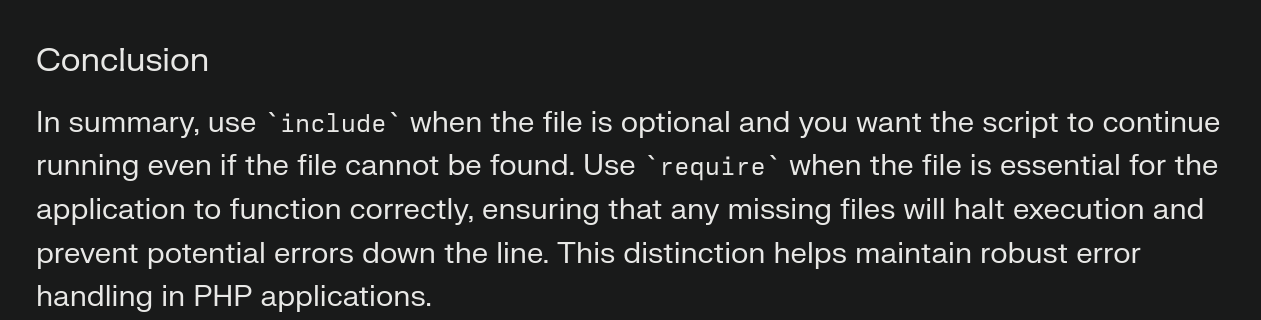 Conclusion
In summary, use `include` when the file is optional and you want the script to continue
running even if the file cannot be found. Use `require` when the file is essential for the
application to function correctly, ensuring that any missing files will halt execution and
prevent potential errors down the line. This distinction helps maintain robust error
handling in PHP applications.